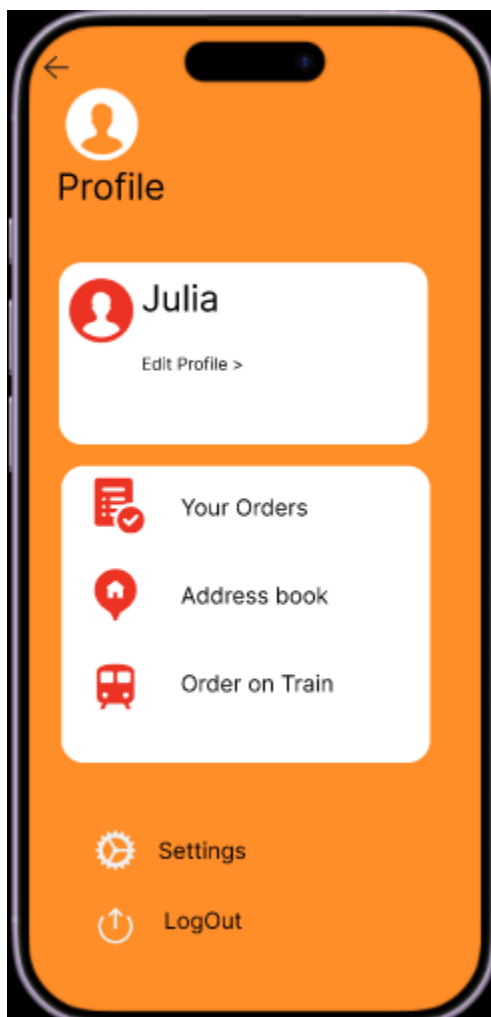 Profile
Julia
Edit Profile >
Your Orders
Address book
Order on Train
Settings
LogOut